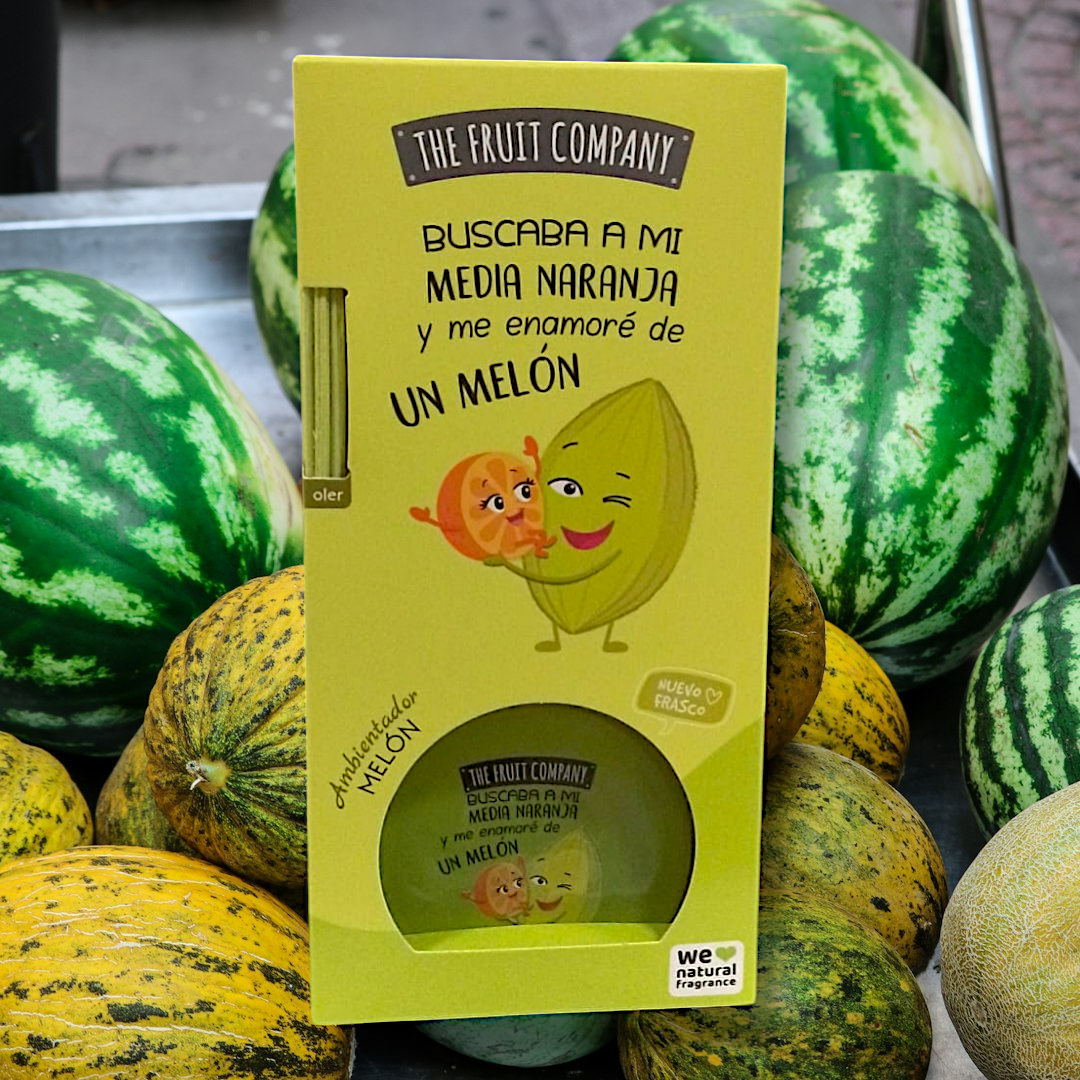 THE FRUIT COMPANY
BUSCABA A MI
MEDIA NARANJA
y me enamoré de
UN MELÓN
oler
NUEVO
FRASCO
Ambientador
MELÓN
THE FRUIT COMPANY
BUSCABA A MI
MEDIA NARANJA
y me enamoré de
UN MELÓN
we
natural
fragrance